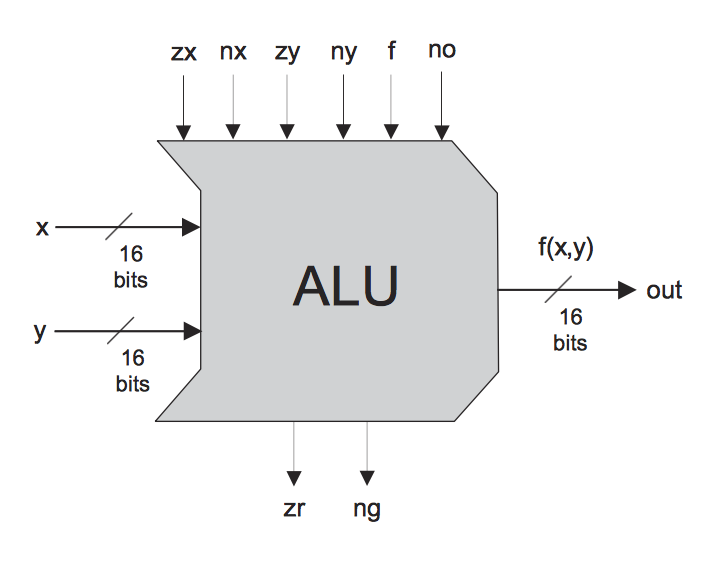 zx nx zy ny f no
x
16
bits
y
16
bits
ALU
f(x,y)
16
bits
out
zr ng